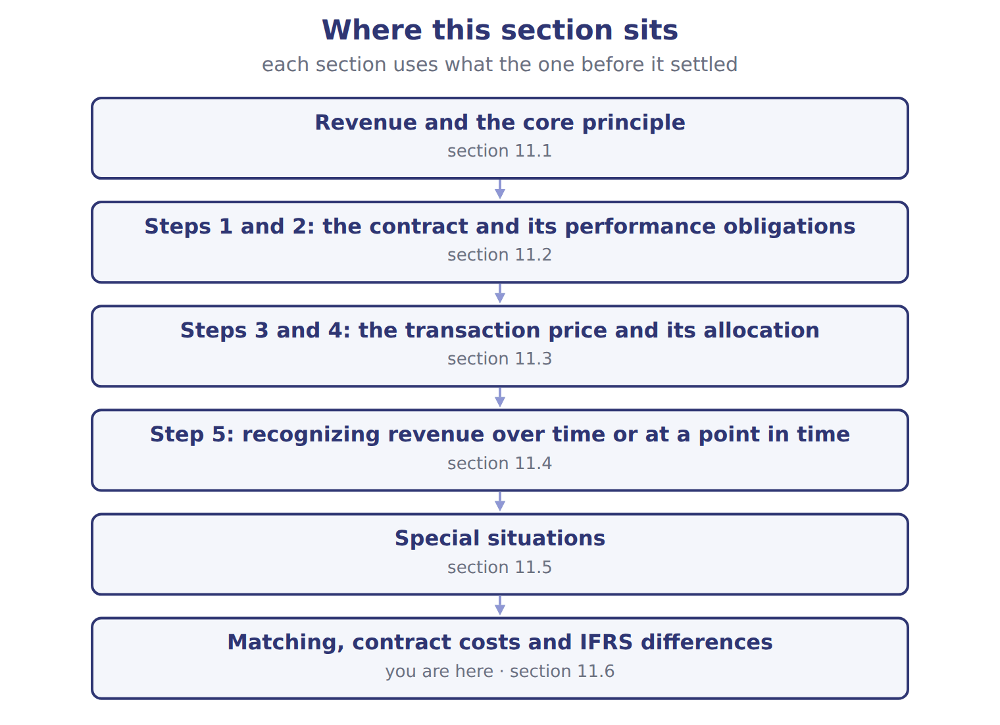 Where this section sits
each section uses what the one before it settled
Revenue and the core principle
section 11.1
Steps 1 and 2: the contract and its performance obligations
section 11.2
Steps 3 and 4: the transaction price and its allocation
section 11.3
Step 5: recognizing revenue over time or at a point in time
section 11.4
Special situations
section 11.5
Matching, contract costs and IFRS differences
you are here · section 11.6